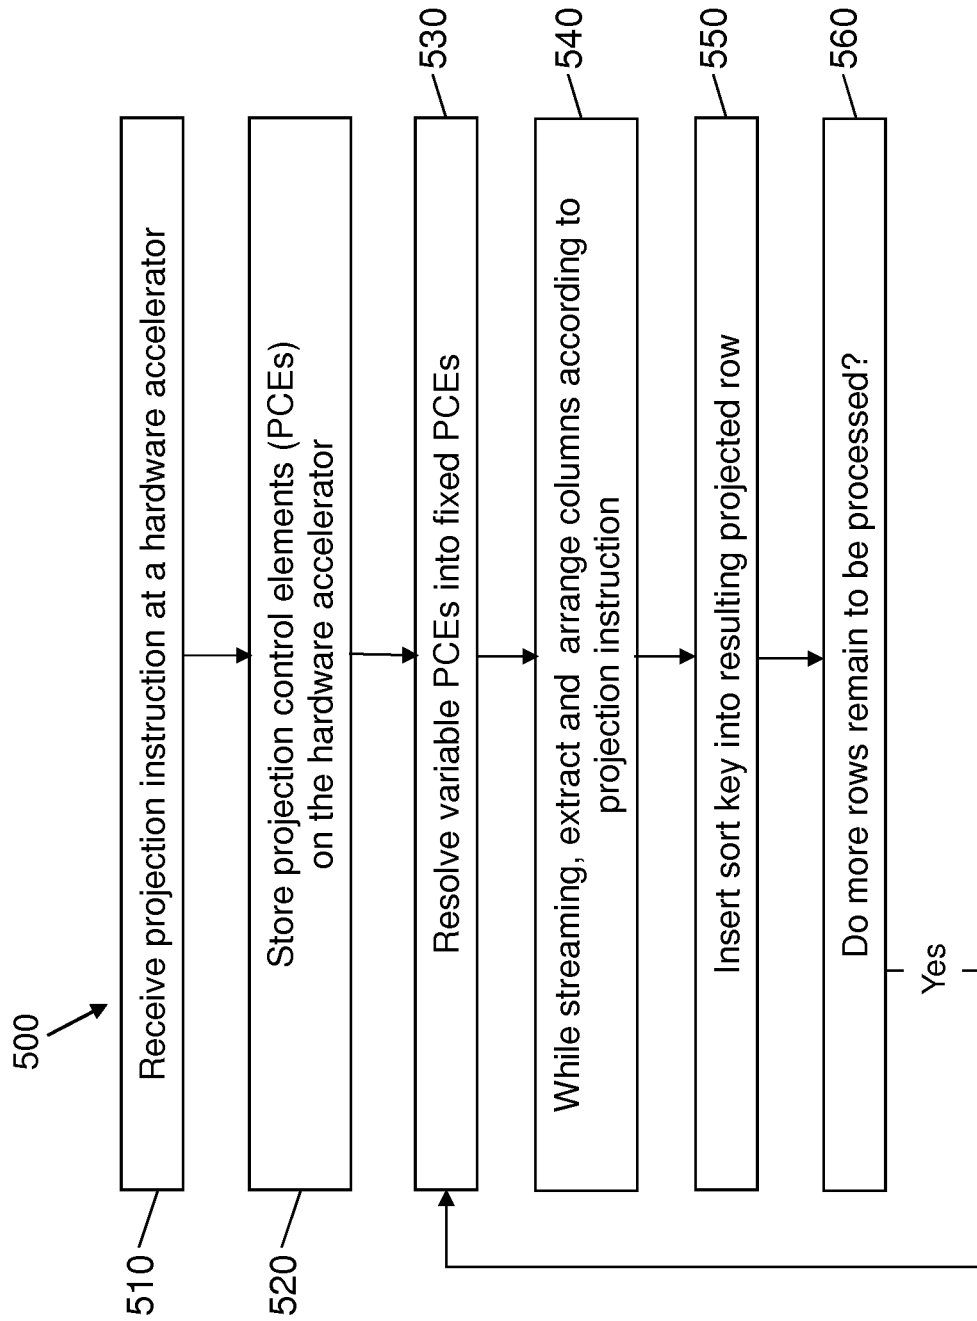 500
510
Receive projection instruction at a hardware accelerator
520
Store projection control elements (PCEs)
on the hardware accelerator
Resolve variable PCEs into fixed PCEs
530
While streaming, extract and arrange columns according to
projection instruction
540
Insert sort key into resulting projected row
550
Do more rows remain to be processed?
560
Yes